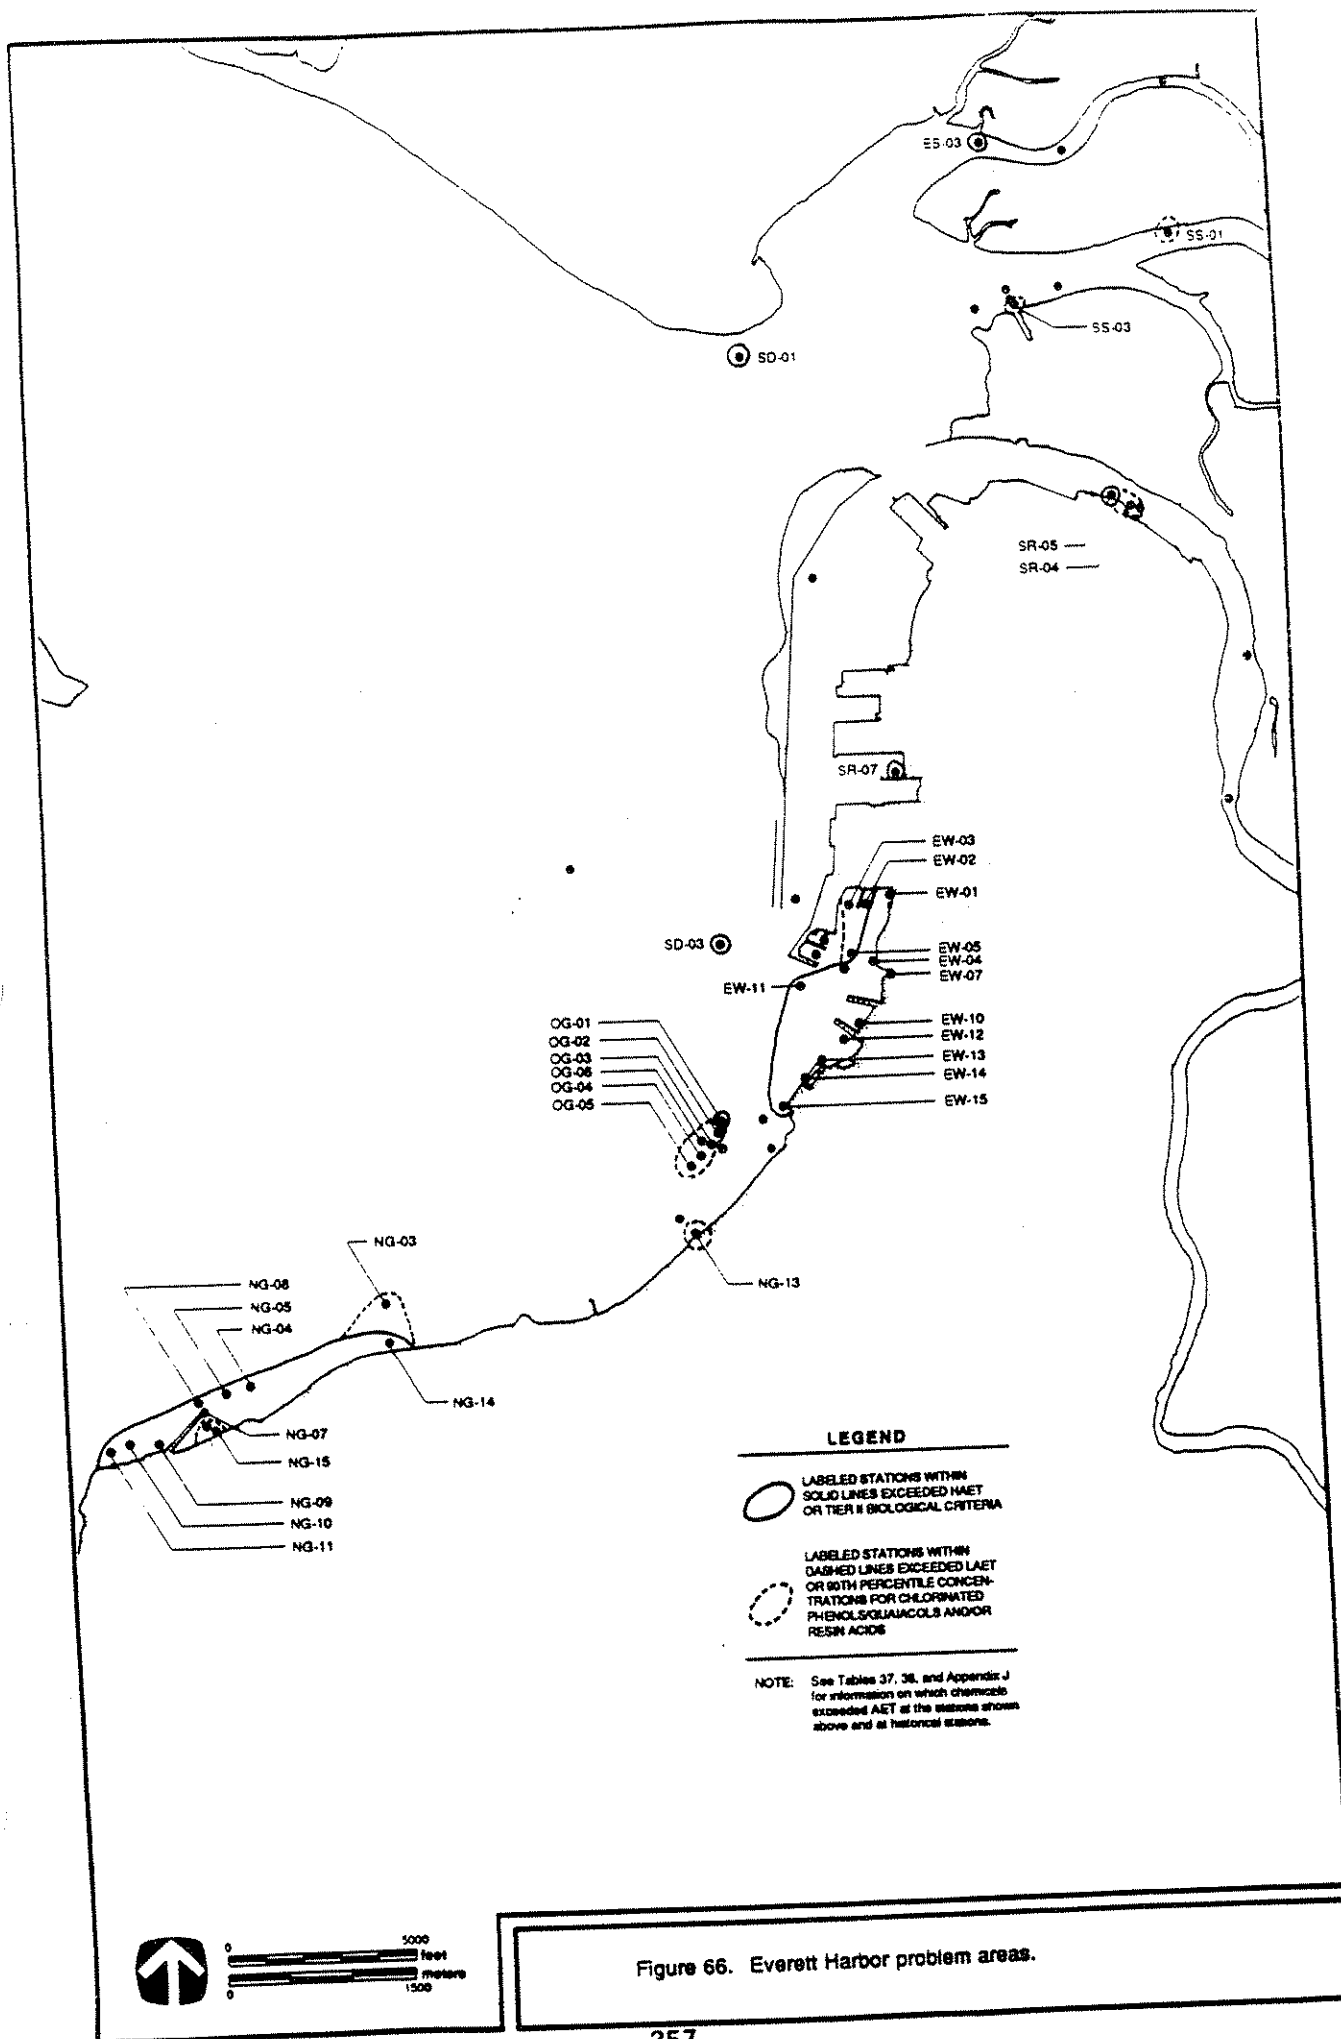 ES-03
SS-01
SS-03
SD-01
SR-05
SR-04
SR-07
EW-03
EW-02
EW-01
SD-03
EW-05
EW-04
EW-07
EW-11
EW-10
EW-12
EW-13
EW-14
EW-15
OG-01
OG-02
OG-03
OG-06
OG-04
OG-05
NG-03
NG-13
NG-08
NG-05
NG-04
NG-14
NG-07
NG-15
NG-09
NG-10
NG-11
LEGEND
LABELED STATIONS WITHIN
SOLID LINES EXCEEDED HAET
OR TIER II BIOLOGICAL CRITERIA
LABELED STATIONS WITHIN
DASHED LINES EXCEEDED LAET
OR 90TH PERCENTILE CONCEN-
TRATIONS FOR CHLORINATED
PHENOLS/GUAIACOLS AND/OR
RESIN ACIDS
NOTE: See Tables 37, 38, and Appendix J
for information on which chemicals
exceeded AET at the stations shown
above and at historical stations.
0 5000
feet
meters
0 1500
Figure 66. Everett Harbor problem areas.
257